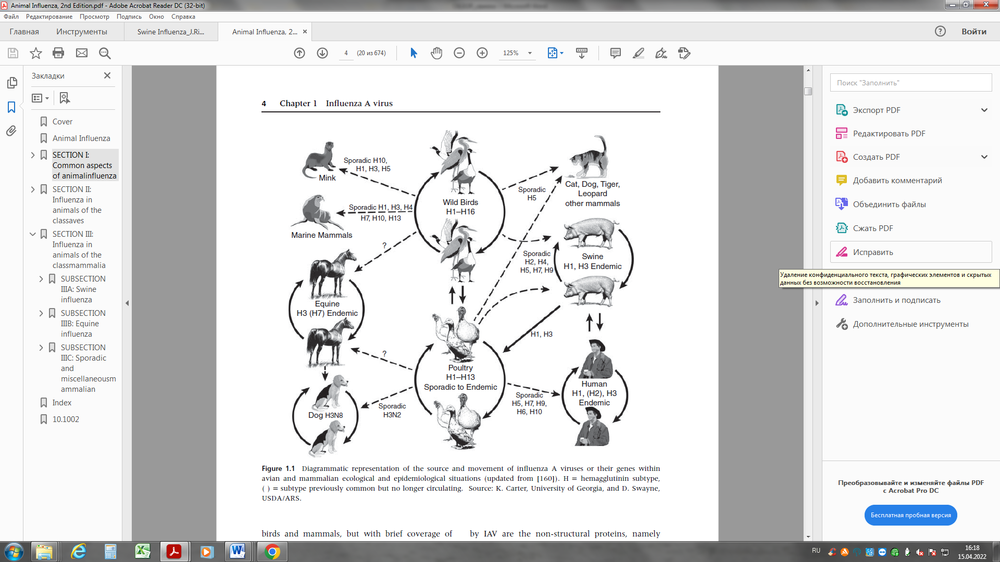 Animal Influenza, 2nd Edition.pdf - Adobe Acrobat Reader DC (32-bit)
Файл Редактирование Просмотр Подпись Окно Справка
Главная Инструменты Swine Influenza_J.Ri... Animal Influenza, 2... Войти
4 (20 из 674) 125%
Закладки
Cover
Animal Influenza
SECTION I:
Common aspects
of animalinfluenza
SECTION II:
Influenza in
animals of the
classaves
SECTION III:
Influenza in
animals of the
classmammalia
SUBSECTION
IIIA: Swine
influenza
SUBSECTION
IIIB: Equine
influenza
SUBSECTION
IIIC: Sporadic
and
miscellaneousm
ammalian
Index
10.1002
4 Chapter 1 Influenza A virus
Sporadic H10,
H1, H3, H5
Mink
Sporadic H1, H3, H4
H7, H10, H13
Marine Mammals
Wild Birds
H1–H16
Sporadic
H5
Cat, Dog, Tiger,
Leopard
other mammals
?
Sporadic
H2, H4,
H5, H7, H9
Swine
H1, H3 Endemic
Equine
H3 (H7) Endemic
H1, H3
?
Poultry
H1–H13
Sporadic to Endemic
Human
H1, (H2), H3
Endemic
Sporadic
H5, H7, H9,
H6, H10
Sporadic
H3N2
Dog H3N8
Figure 1.1 Diagrammatic representation of the source and movement of influenza A viruses or their genes within
avian and mammalian ecological and epidemiological situations (updated from [160]). H = hemagglutinin subtype,
( ) = subtype previously common but no longer circulating. Source: K. Carter, University of Georgia, and D. Swayne,
USDA/ARS.
birds and mammals, but with brief coverage of
by IAV are the non-structural proteins, namely
Поиск "Заполнить"
Экспорт PDF
Редактировать PDF
Создать PDF
Добавить комментарий
Объединить файлы
Сжать PDF
Исправить
Удаление конфиденциального текста, графических элементов и скрытых
данных без возможности восстановления
Заполнить и подписать
Дополнительные инструменты
Преобразовывайте и изменяйте файлы PDF
с Acrobat Pro DC
Бесплатная пробная версия
RU
16:18
15.04.2022